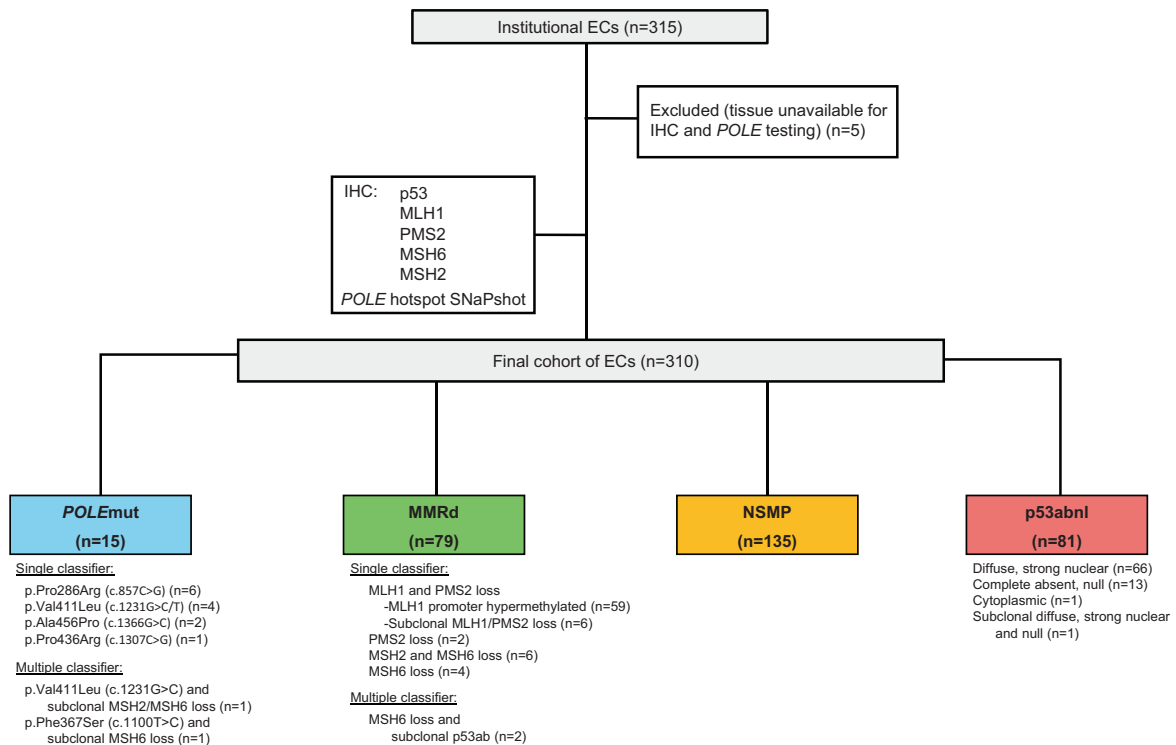 Institutional ECs (n=315)
Excluded (tissue unavailable for
IHC and POLE testing) (n=5)
IHC: p53
MLH1
PMS2
MSH6
MSH2
POLE hotspot SNaPshot
Final cohort of ECs (n=310)
POLEmut
(n=15)
Single classifier:
p.Pro286Arg (c.857C>G) (n=6)
p.Val411Leu (c.1231G>C/T) (n=4)
p.Ala456Pro (c.1366G>C) (n=2)
p.Pro436Arg (c.1307C>G) (n=1)
Multiple classifier:
p.Val411Leu (c.1231G>C) and
subclonal MSH2/MSH6 loss (n=1)
p.Phe367Ser (c.1100T>C) and
subclonal MSH6 loss (n=1)
MMRd
(n=79)
Single classifier:
MLH1 and PMS2 loss
-MLH1 promoter hypermethylated (n=59)
-Subclonal MLH1/PMS2 loss (n=6)
PMS2 loss (n=2)
MSH2 and MSH6 loss (n=6)
MSH6 loss (n=4)
Multiple classifier:
MSH6 loss and
subclonal p53ab (n=2)
NSMP
(n=135)
p53abnl
(n=81)
Diffuse, strong nuclear (n=66)
Complete absent, null (n=13)
Cytoplasmic (n=1)
Subclonal diffuse, strong nuclear
and null (n=1)